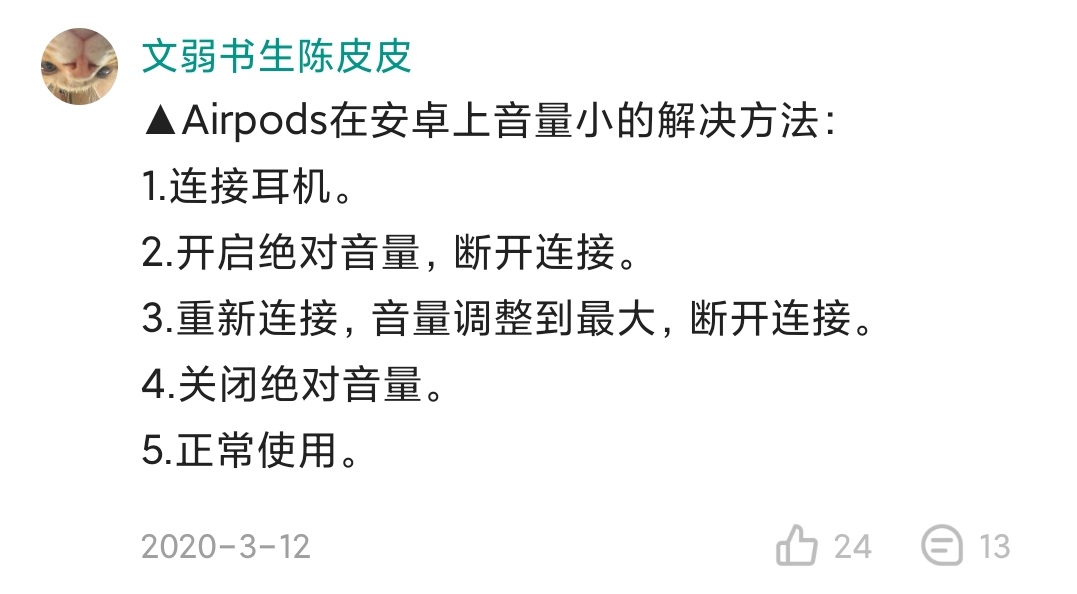 文弱书生陈皮皮
▲Airpods在安卓上音量小的解决方法：
1.连接耳机。
2.开启绝对音量，断开连接。
3.重新连接，音量调整到最大，断开连接。
4.关闭绝对音量。
5.正常使用。
2020-3-12 24 13